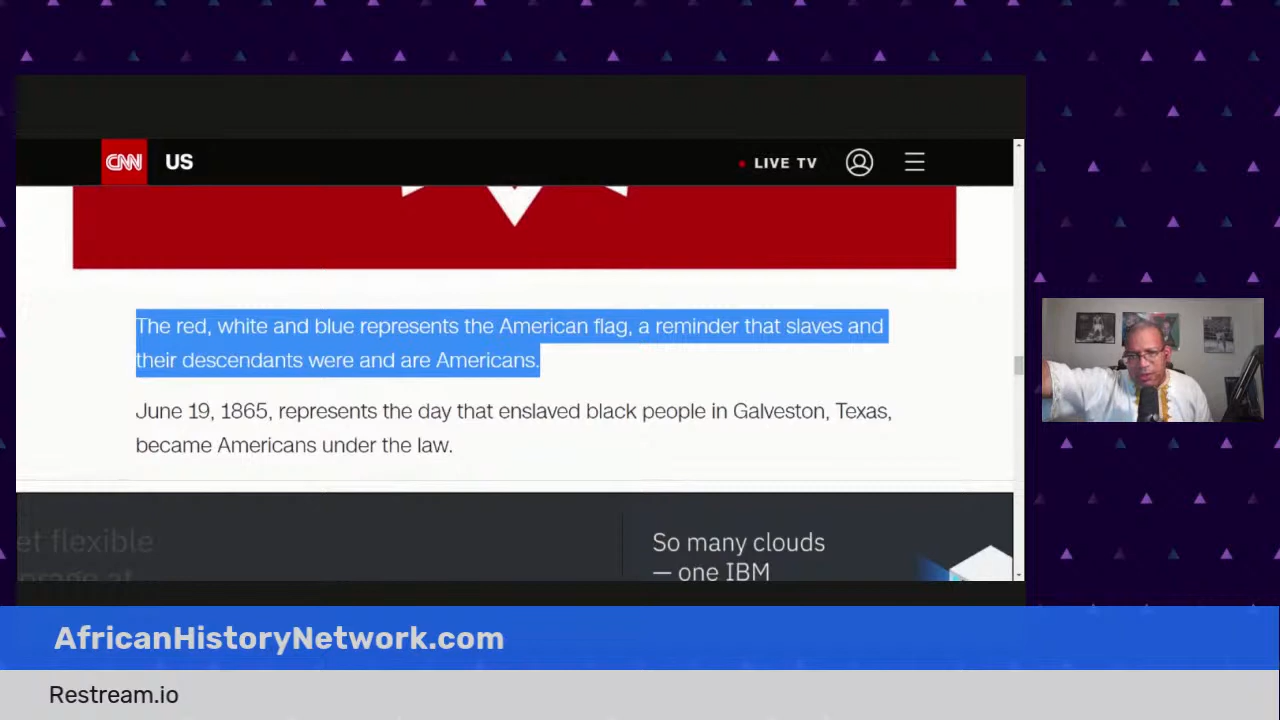 CNN US LIVE TV
The red, white and blue represents the American flag, a reminder that slaves and
their descendants were and are Americans.
June 19, 1865, represents the day that enslaved black people in Galveston, Texas,
became Americans under the law.
et flexible
So many clouds
— one IBM
AfricanHistoryNetwork.com
Restream.io